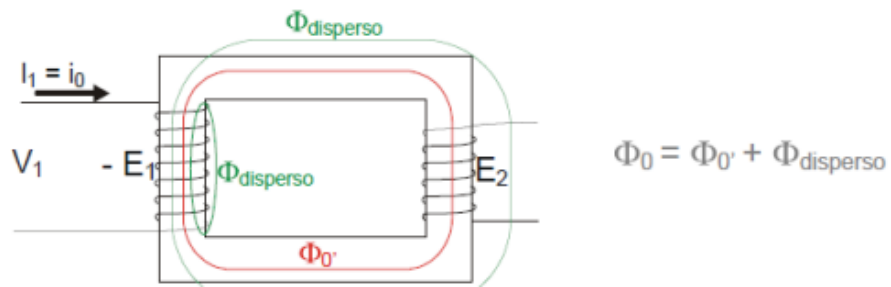 Φdisperso
I1 = i0
V1
- E1
Φdisperso
E2
Φ0 = Φ0' + Φdisperso
Φ0'